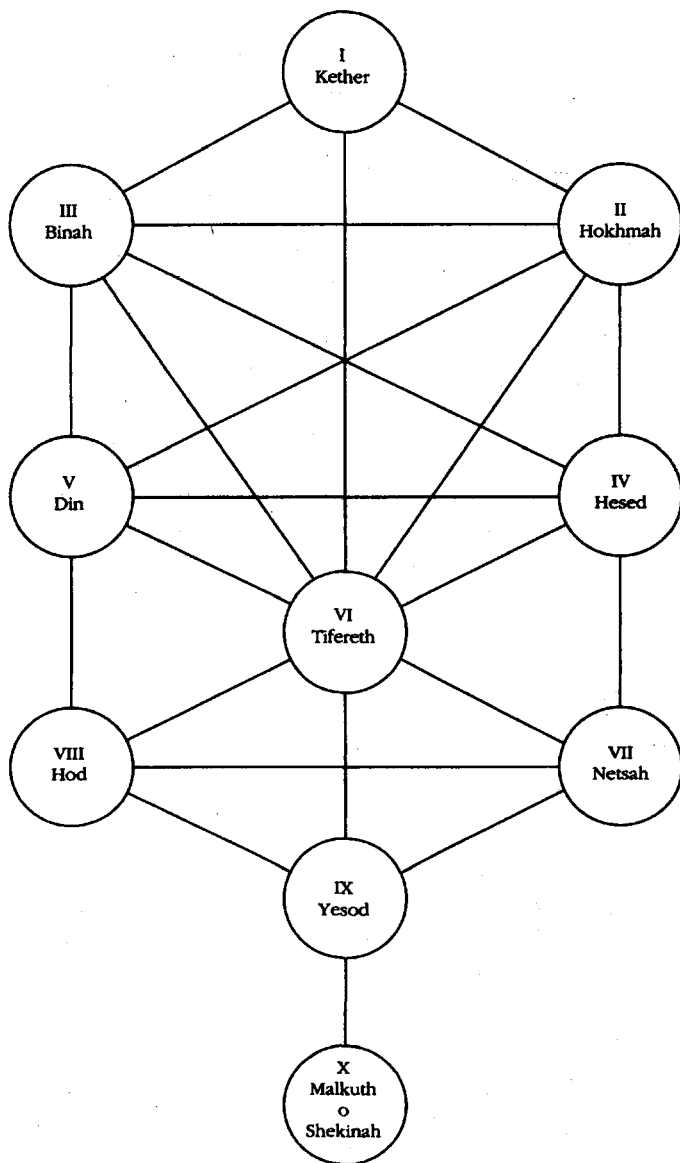 I
Kether
III
Binah
II
Hokhmah
V
Din
IV
Hesed
VI
Tifereth
VIII
Hod
VII
Netsah
IX
Yesod
X
Malkuth
o
Shekinah